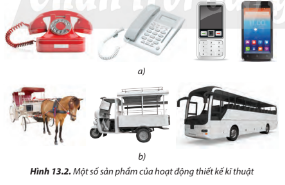 a)
b)
Hình 13.2. Một số sản phẩm của hoạt động thiết kế kĩ thuật